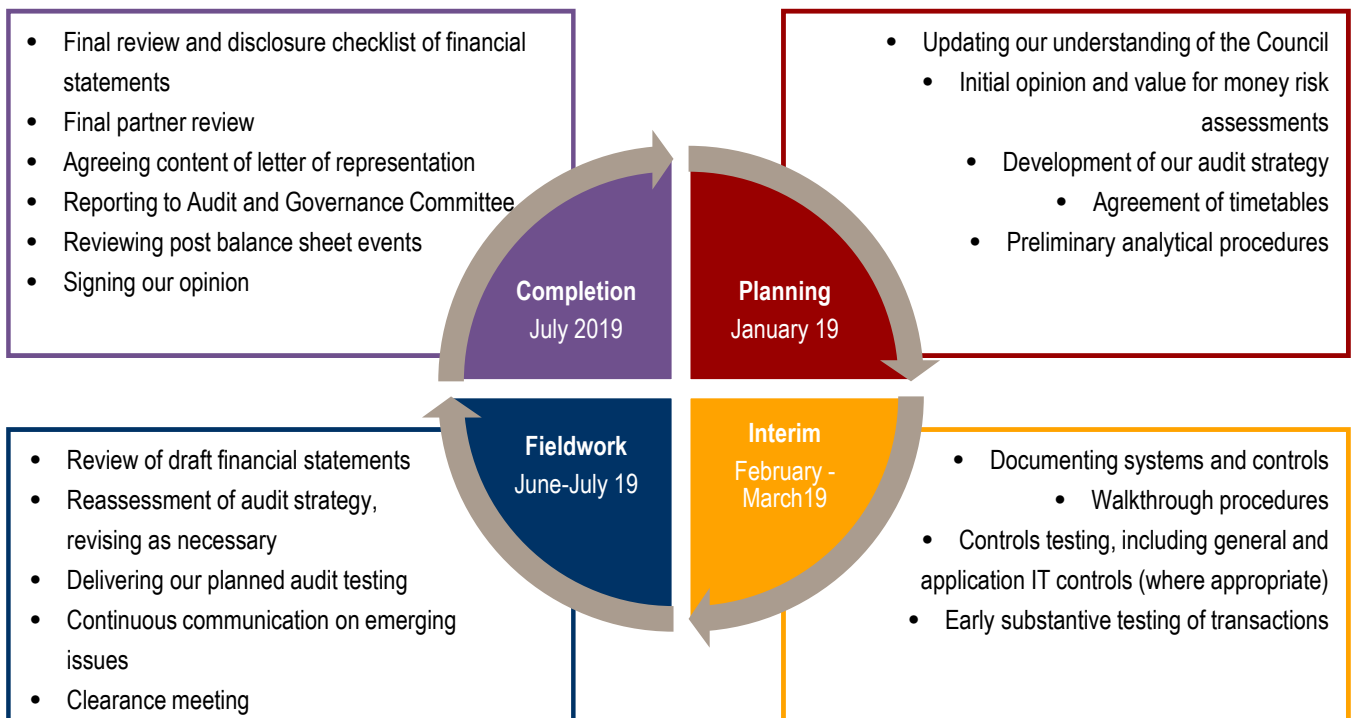 • Final review and disclosure checklist of financial
statements
• Final partner review
• Agreeing content of letter of representation
• Reporting to Audit and Governance Committee
• Reviewing post balance sheet events
• Signing our opinion
• Updating our understanding of the Council
• Initial opinion and value for money risk
assessments
• Development of our audit strategy
• Agreement of timetables
• Preliminary analytical procedures
Completion
July 2019
Planning
January 19
Fieldwork
June-July 19
Interim
February -
March19
• Review of draft financial statements
• Reassessment of audit strategy,
revising as necessary
• Delivering our planned audit testing
• Continuous communication on emerging
issues
• Clearance meeting
• Documenting systems and controls
• Walkthrough procedures
• Controls testing, including general and
application IT controls (where appropriate)
• Early substantive testing of transactions